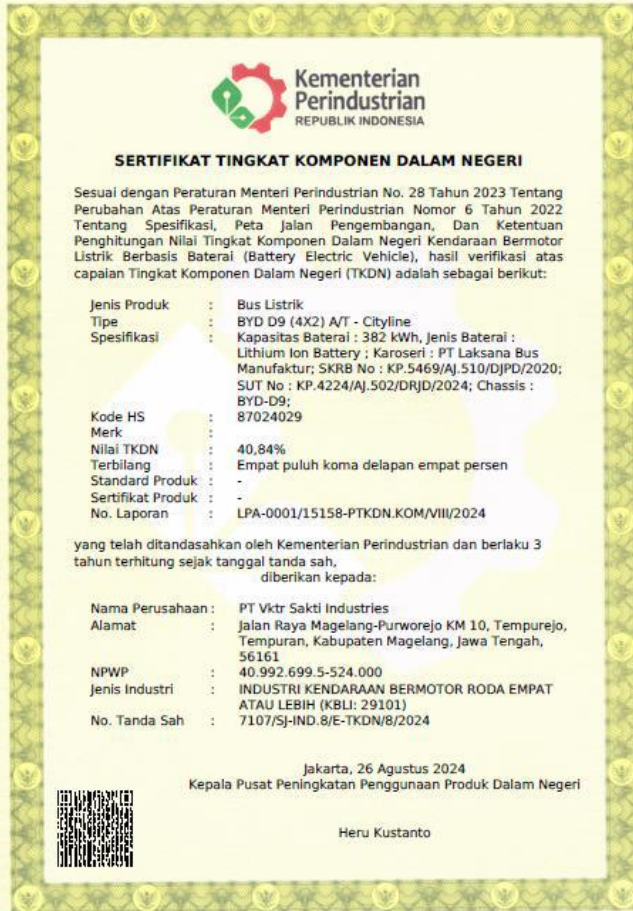 Kementerian
Perindustrian
REPUBLIK INDONESIA
SERTIFIKAT TINGKAT KOMPONEN DALAM NEGERI
Sesuai dengan Peraturan Menteri Perindustrian No. 28 Tahun 2023 Tentang
Perubahan Atas Peraturan Menteri Perindustrian Nomor 6 Tahun 2022
Tentang Spesifikasi, Peta Jalan Pengembangan, Dan Ketentuan
Penghitungan Nilai Tingkat Komponen Dalam Negeri Kendaraan Bermotor
Listrik Berbasis Baterai (Battery Electric Vehicle), hasil verifikasi atas
capaian Tingkat Komponen Dalam Negeri (TKDN) adalah sebagai berikut:
Jenis Produk : Bus Listrik
Tipe : BYD D9 (4X2) A/T - Cityline
Spesifikasi : Kapasitas Baterai : 382 kWh, Jenis Baterai :
Lithium Ion Battery ; Karoseri : PT Laksana Bus
Manufaktur; SKRB No : KP.5469/AJ.510/DJPD/2020;
SUT No : KP.4224/AJ.502/DRJD/2024; Chassis :
BYD-D9;
Kode HS : 87024029
Merk :
Nilai TKDN : 40,84%
Terbilang : Empat puluh koma delapan empat persen
Standard Produk : -
Sertifikat Produk : -
No. Laporan : LPA-0001/15158-PTKDN.KOM/VIII/2024
yang telah ditandasahkan oleh Kementerian Perindustrian dan berlaku 3
tahun terhitung sejak tanggal tanda sah,
diberikan kepada:
Nama Perusahaan : PT Vktr Sakti Industries
Alamat : Jalan Raya Magelang-Purworejo KM 10, Tempurejo,
Tempuran, Kabupaten Magelang, Jawa Tengah,
56161
NPWP : 40.992.699.5-524.000
Jenis Industri : INDUSTRI KENDARAAN BERMOTOR RODA EMPAT
ATAU LEBIH (KBLI: 29101)
No. Tanda Sah : 7107/SJ-IND.8/E-TKDN/8/2024
Jakarta, 26 Agustus 2024
Kepala Pusat Peningkatan Penggunaan Produk Dalam Negeri
Heru Kustanto